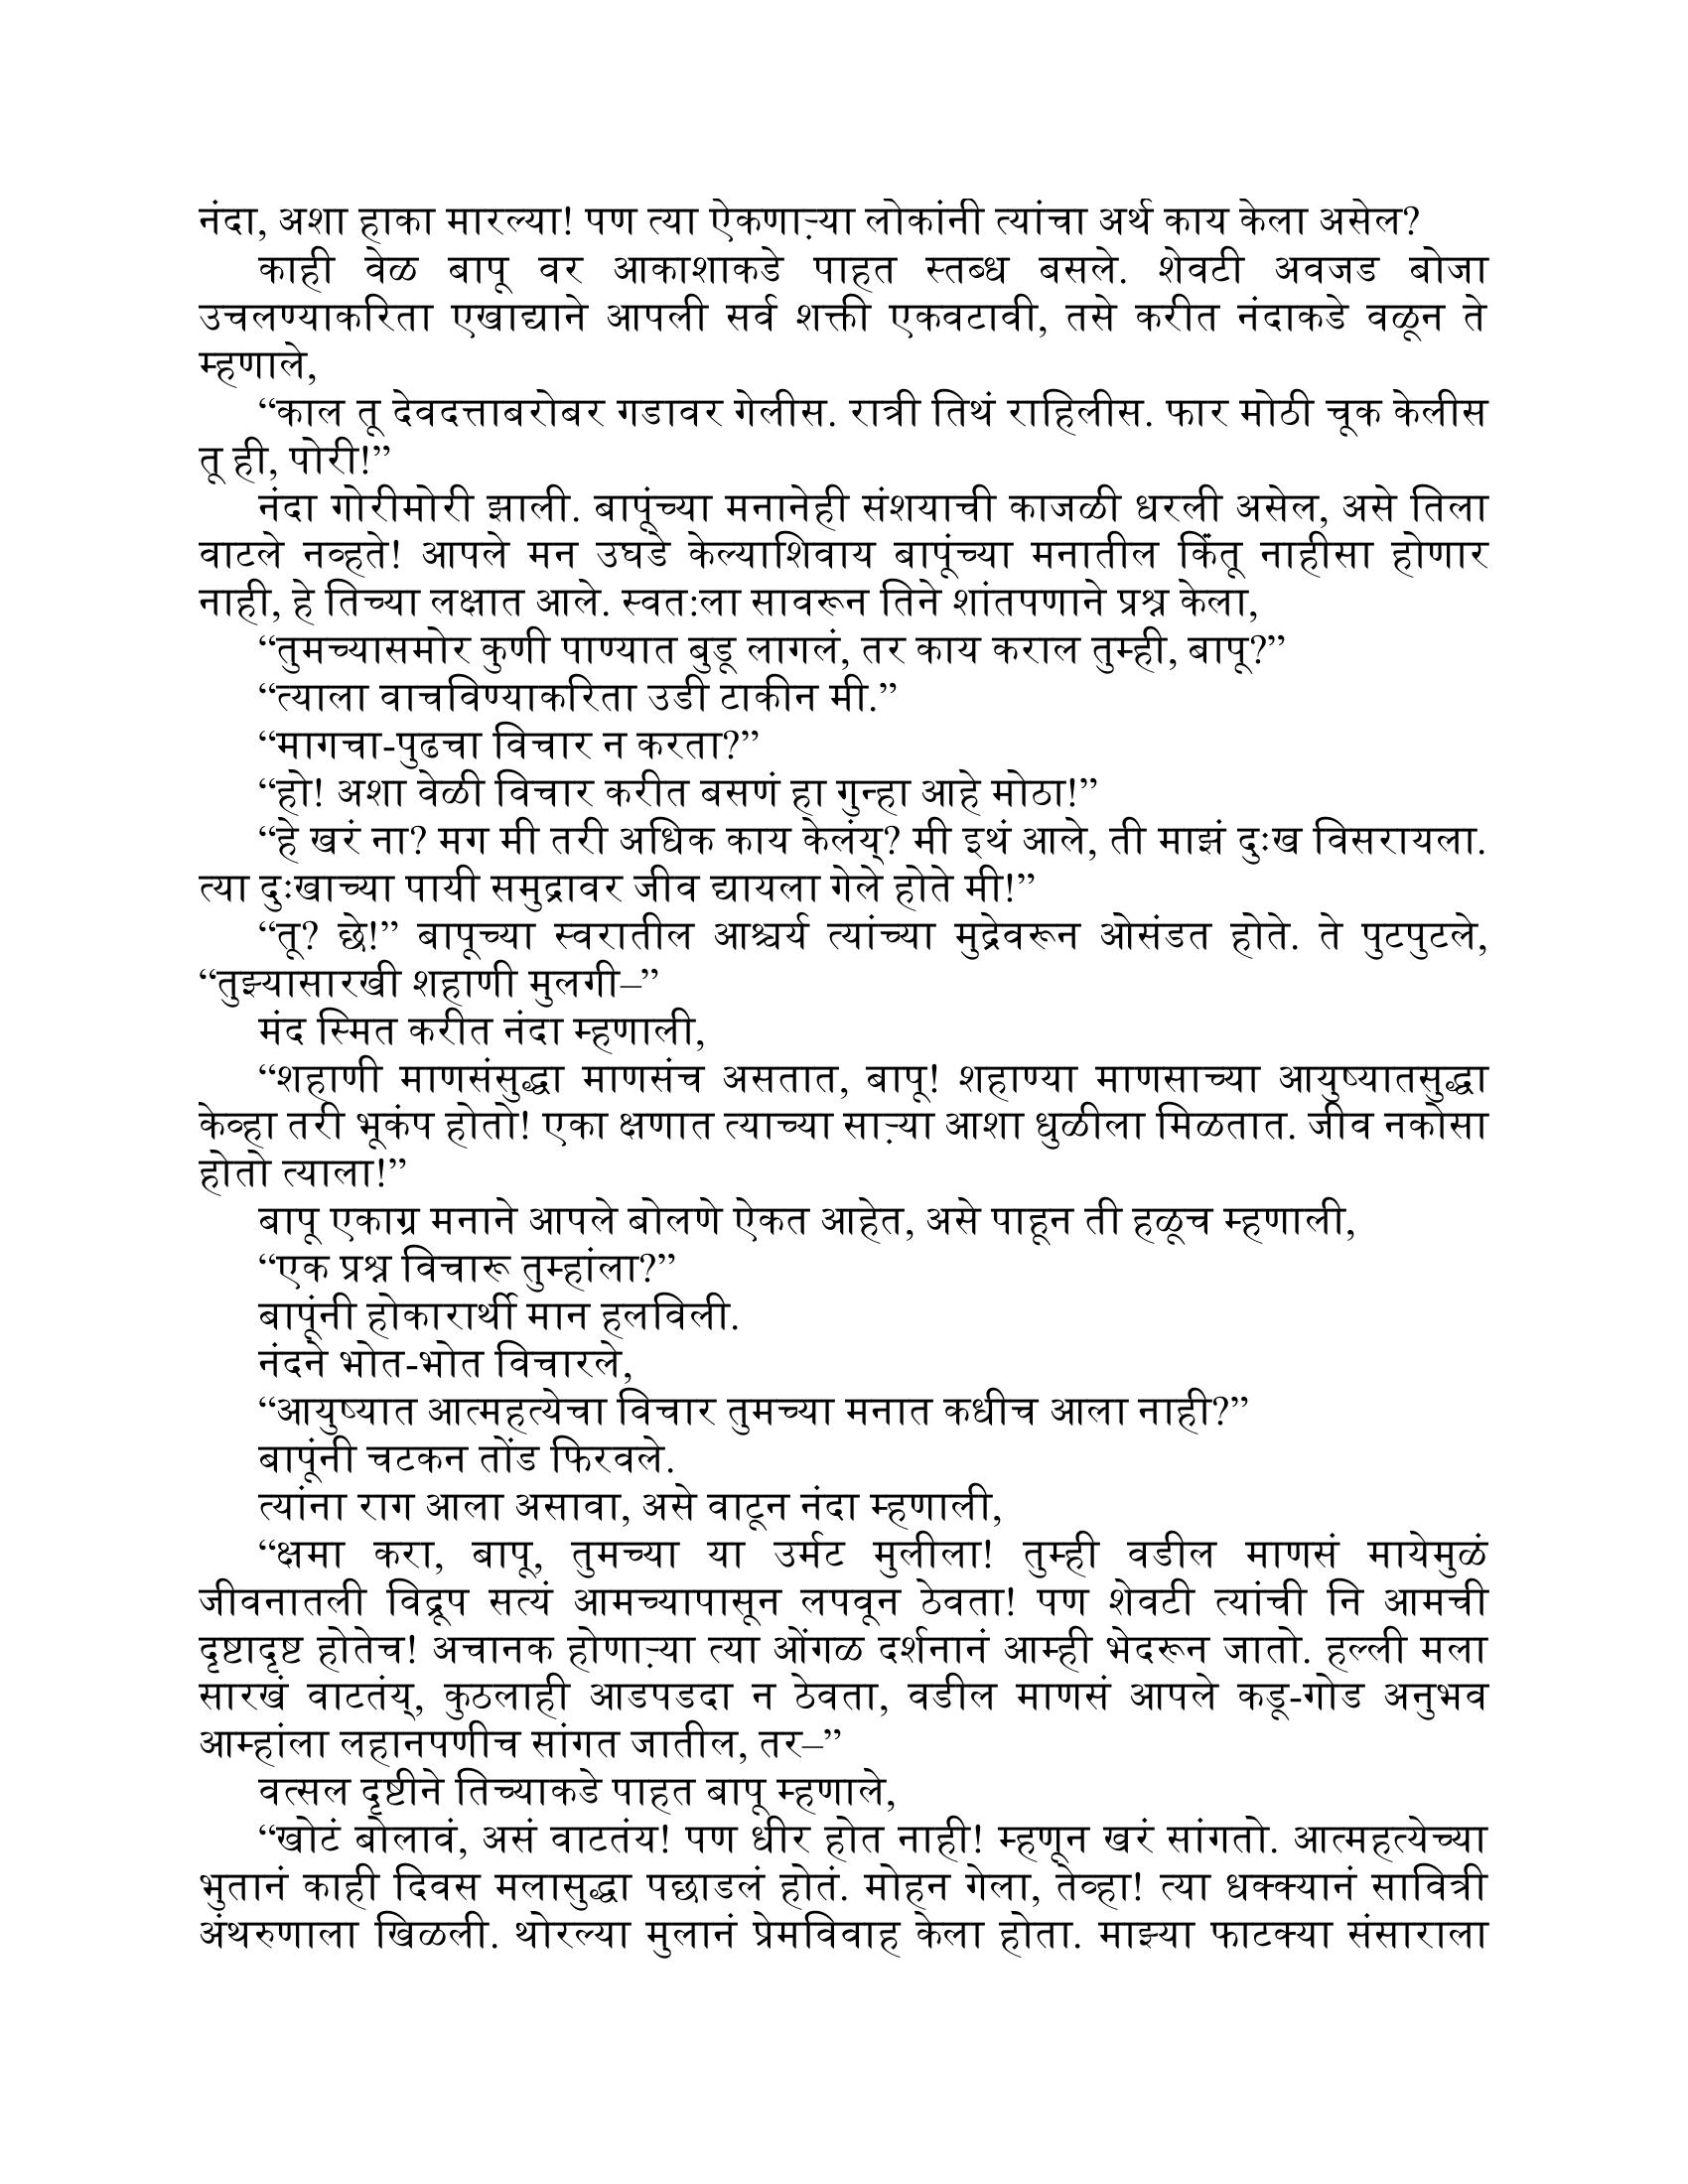 नंदा, अशा हाका मारल्या! पण त्या ऐकणाऱ्या लोकांनी त्यांचा अर्थ काय केला असेल?
काही वेळ बापू वर आकाशाकडे पाहत स्तब्ध बसले. शेवटी अवजड बोजा
उचलण्याकरिता एखाद्याने आपली सर्व शक्ती एकवटावी, तसे करीत नंदाकडे वळून ते
म्हणाले,
“काल तू देवदत्ताबरोबर गडावर गेलीस. रात्री तिथं राहिलीस. फार मोठी चूक केलीस
तू ही, पोरी!”
नंदा गोरीमोरी झाली. बापूंच्या मनानेही संशयाची काजळी धरली असेल, असे तिला
वाटले नव्हते! आपले मन उघडे केल्याशिवाय बापूंच्या मनातील किंतू नाहीसा होणार
नाही, हे तिच्या लक्षात आले. स्वत:ला सावरून तिने शांतपणाने प्रश्न केला,
“तुमच्यासमोर कुणी पाण्यात बुडू लागलं, तर काय कराल तुम्ही, बापू?”
“त्याला वाचविण्याकरिता उडी टाकीन मी.”
“मागचा-पुढचा विचार न करता?”
“हो! अशा वेळी विचार करीत बसणं हा गुन्हा आहे मोठा!”
“हे खरं ना? मग मी तरी अधिक काय केलंय्? मी इथं आले, ती माझं दुःख विसरायला.
त्या दुःखाच्या पायी समुद्रावर जीव द्यायला गेले होते मी!”
“तू? छे!” बापूच्या स्वरातील आश्चर्य त्यांच्या मुद्रेवरून ओसंडत होते. ते पुटपुटले,
“तुझ्यासारखी शहाणी मुलगी–”
मंद स्मित करीत नंदा म्हणाली,
“शहाणी माणसंसुद्धा माणसंच असतात, बापू! शहाण्या माणसाच्या आयुष्यातसुद्धा
केव्हा तरी भूकंप होतो! एका क्षणात त्याच्या साऱ्या आशा धुळीला मिळतात. जीव नकोसा
होतो त्याला!”
बापू एकाग्र मनाने आपले बोलणे ऐकत आहेत, असे पाहून ती हळूच म्हणाली,
“एक प्रश्न विचारू तुम्हांला?”
बापूंनी होकारार्थी मान हलविली.
नंदने भोत-भोत विचारले,
“आयुष्यात आत्महत्येचा विचार तुमच्या मनात कधीच आला नाही?”
बापूंनी चटकन तोंड फिरवले.
त्यांना राग आला असावा, असे वाटून नंदा म्हणाली,
“क्षमा करा, बापू, तुमच्या या उर्मट मुलीला! तुम्ही वडील माणसं मायेमुळं
जीवनातली विद्रूप सत्यं आमच्यापासून लपवून ठेवता! पण शेवटी त्यांची नि आमची
दृष्टादृष्ट होतेच! अचानक होणाऱ्या त्या ओंगळ दर्शनानं आम्ही भेदरून जातो. हल्ली मला
सारखं वाटतंय्, कुठलाही आडपडदा न ठेवता, वडील माणसं आपले कडू-गोड अनुभव
आम्हांला लहानपणीच सांगत जातील, तर–”
वत्सल दृष्टीने तिच्याकडे पाहत बापू म्हणाले,
“खोटं बोलावं, असं वाटतंय! पण धीर होत नाही! म्हणून खरं सांगतो. आत्महत्येच्या
भुतानं काही दिवस मलासुद्धा पछाडलं होतं. मोहन गेला, तेव्हा! त्या धक्क्यानं सावित्री
अंथरुणाला खिळली. थोरल्या मुलानं प्रेमविवाह केला होता. माझ्या फाटक्या संसाराला